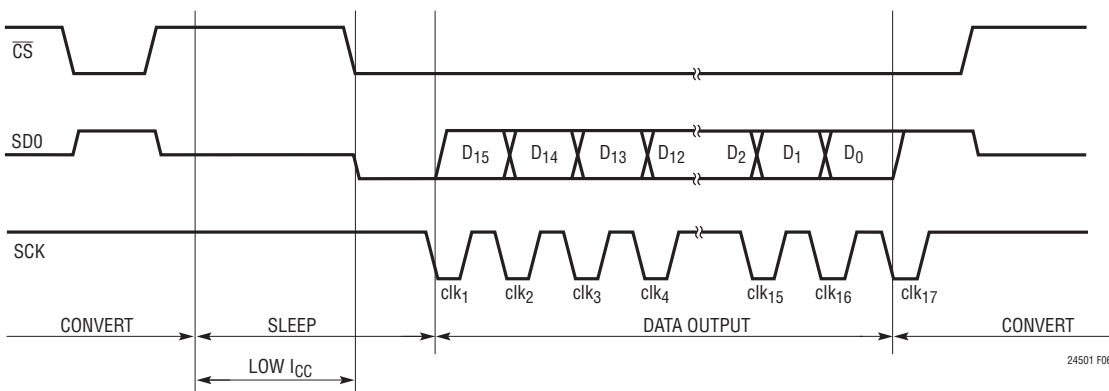 CS
SD0
D15 D14 D13 D12 D2 D1 D0
SCK
clk1 clk2 clk3 clk4 clk15 clk16 clk17
CONVERT SLEEP DATA OUTPUT CONVERT
LOW ICC
24501 F06